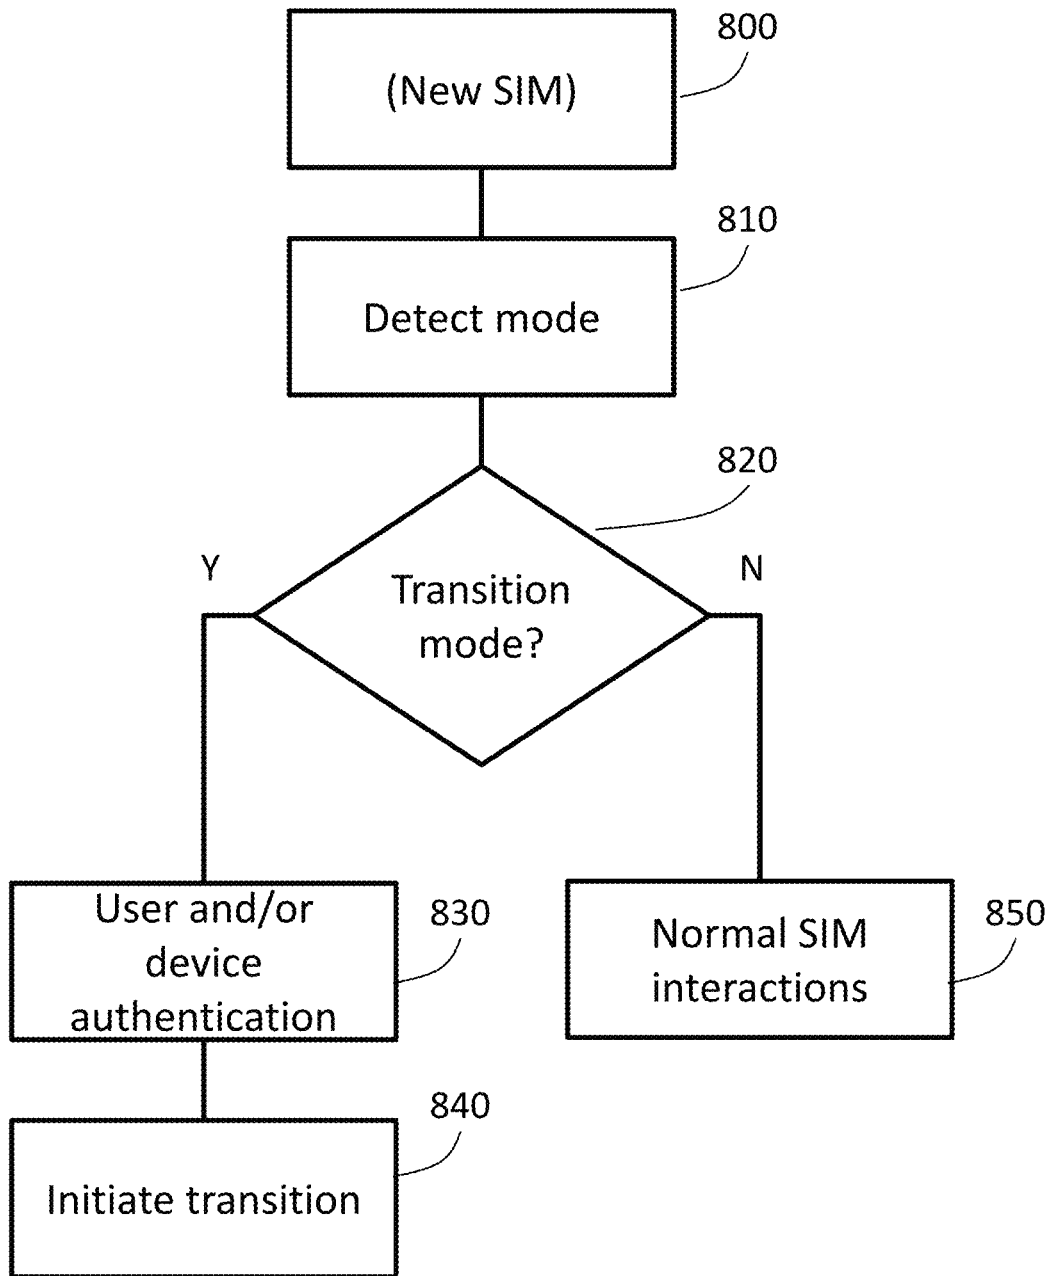 800
(New SIM)
810
Detect mode
820
Y
N
Transition
mode?
User and/or
device
authentication
830
Normal SIM
interactions
850
840
Initiate transition